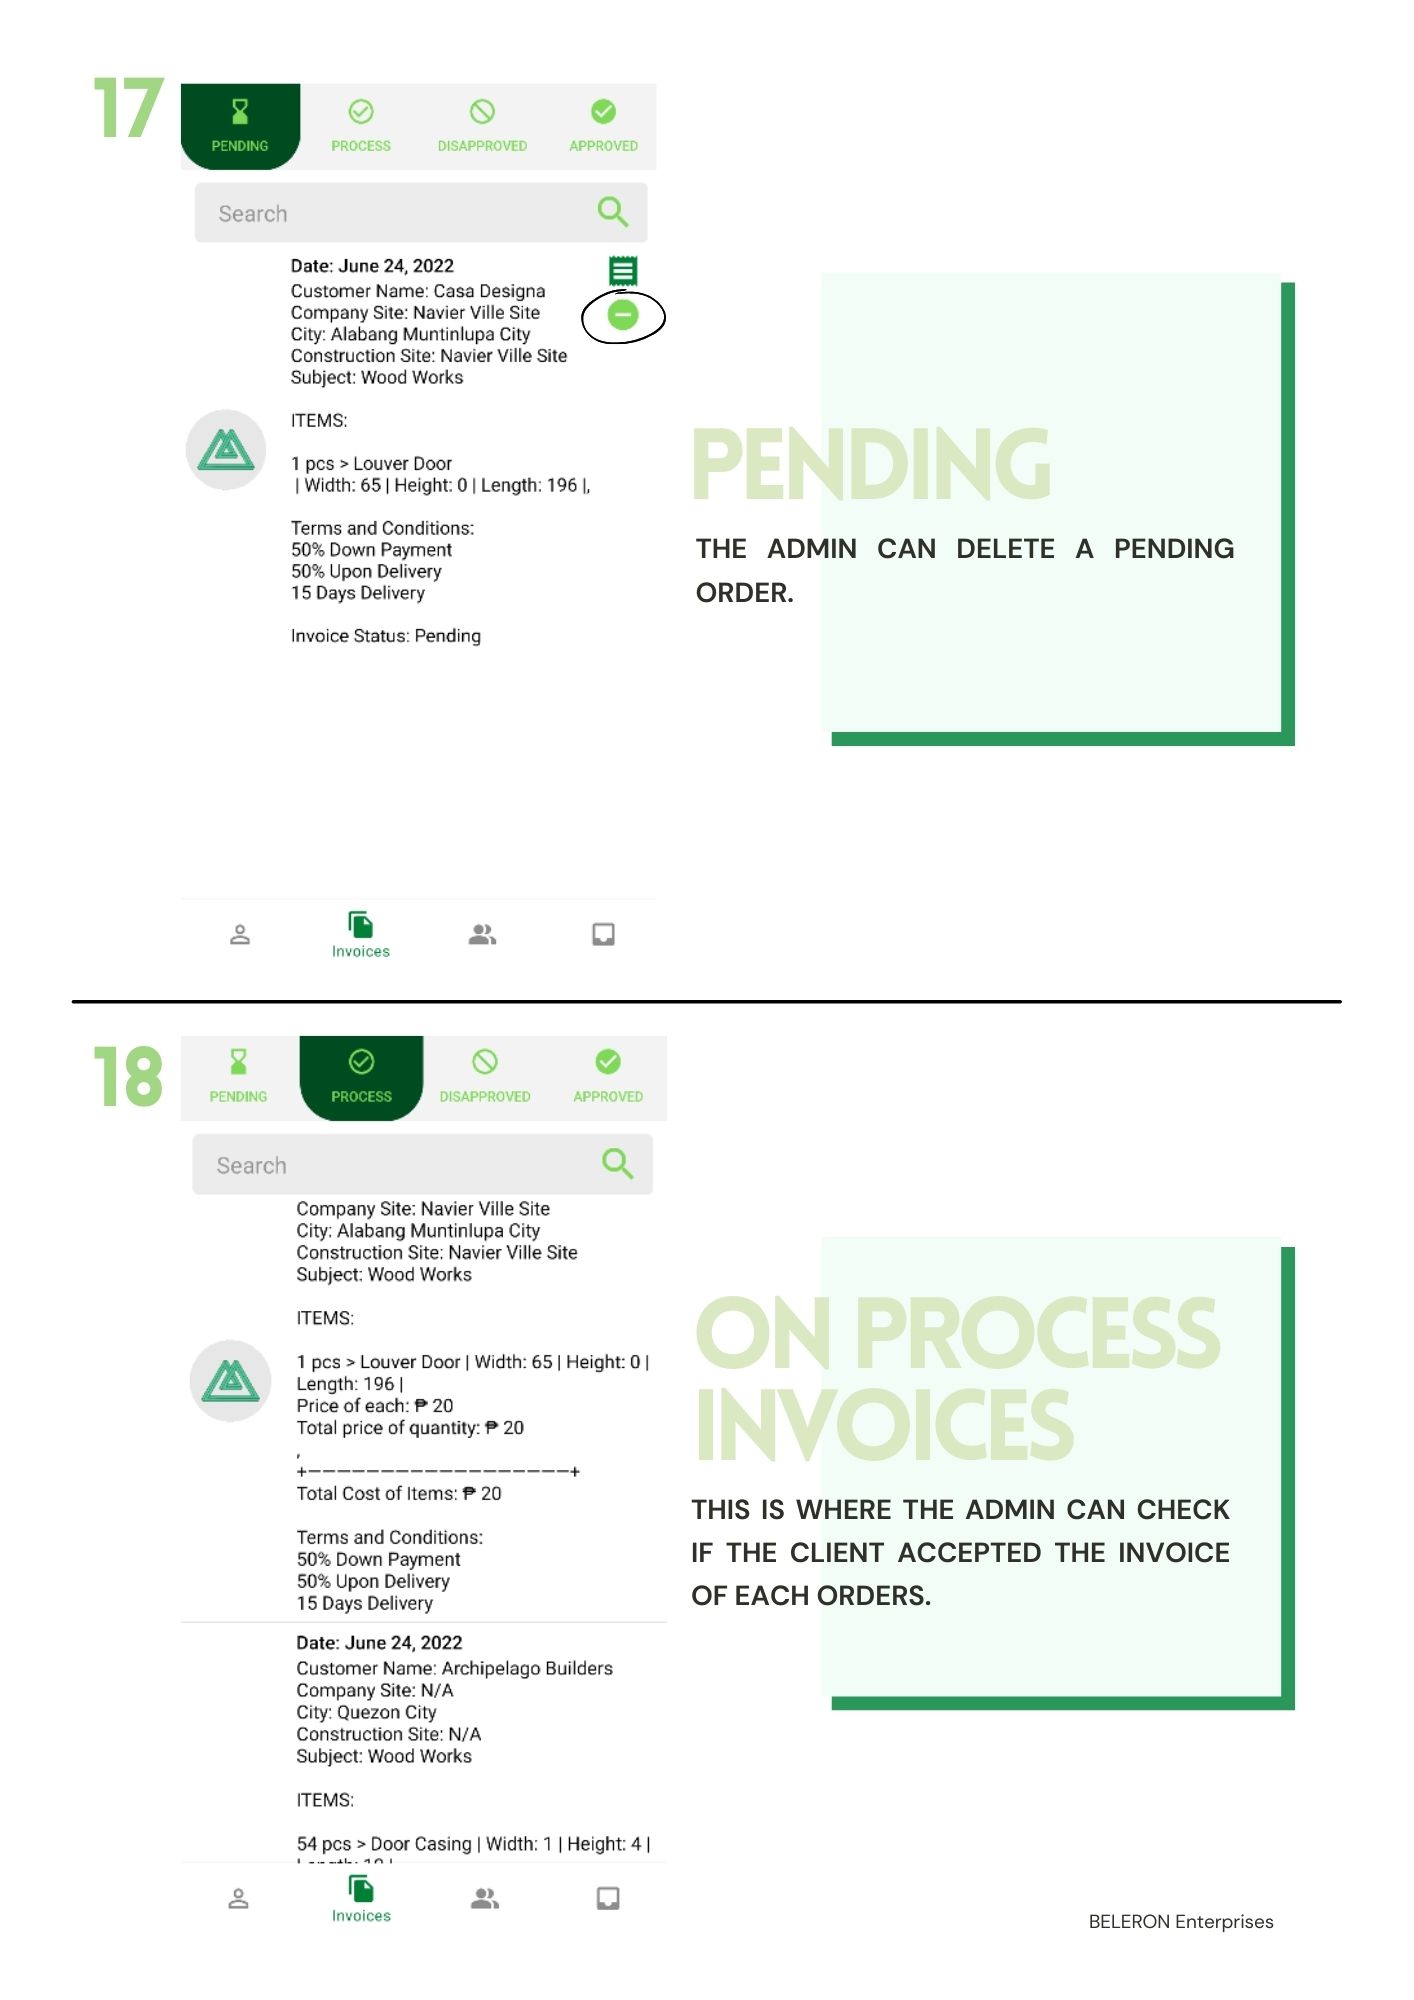 17
PENDING
PROCESS
DISAPPROVED
APPROVED
Search
Date: June 24, 2022
Customer Name: Casa Designa
Company Site: Navier Ville Site
City: Alabang Muntinlupa City
Construction Site: Navier Ville Site
Subject: Wood Works
ITEMS:
1 pcs > Louver Door
| Width: 65 | Height: 0 | Length: 196 |,
Terms and Conditions:
50% Down Payment
50% Upon Delivery
15 Days Delivery
Invoice Status: Pending
Invoices
PENDING
THE ADMIN CAN DELETE A PENDING
ORDER.
18
PENDING
PROCESS
DISAPPROVED
APPROVED
Search
Company Site: Navier Ville Site
City: Alabang Muntinlupa City
Construction Site: Navier Ville Site
Subject: Wood Works
ITEMS:
1 pcs > Louver Door | Width: 65 | Height: 0 |
Length: 196 |
Price of each: ₱ 20
Total price of quantity: ₱ 20
,
+−−−−−−−−−−−−−−−−−−−+
Total Cost of Items: ₱ 20
Terms and Conditions:
50% Down Payment
50% Upon Delivery
15 Days Delivery
Date: June 24, 2022
Customer Name: Archipelago Builders
Company Site: N/A
City: Quezon City
Construction Site: N/A
Subject: Wood Works
ITEMS:
54 pcs > Door Casing | Width: 1 | Height: 4 |
Invoices
ON PROCESS
INVOICES
THIS IS WHERE THE ADMIN CAN CHECK
IF THE CLIENT ACCEPTED THE INVOICE
OF EACH ORDERS.
BELERON Enterprises